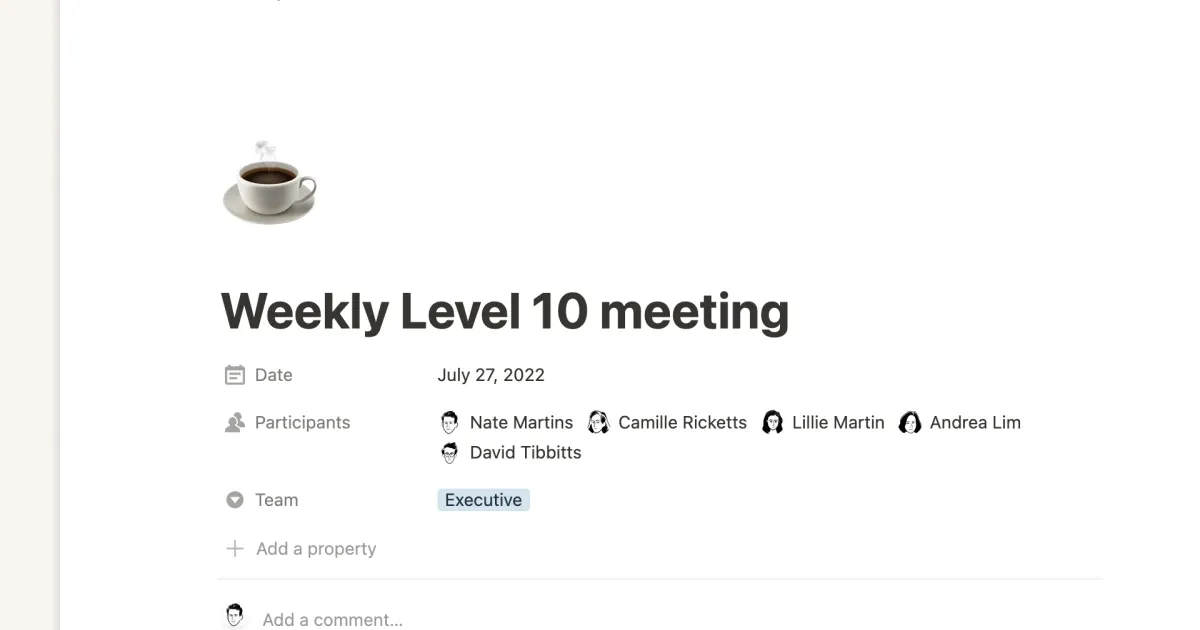 Weekly Level 10 meeting
Date July 27, 2022
Participants Nate Martins Camille Ricketts Lillie Martin Andrea Lim
David Tibbitts
Team Executive
Add a property
Add a comment...